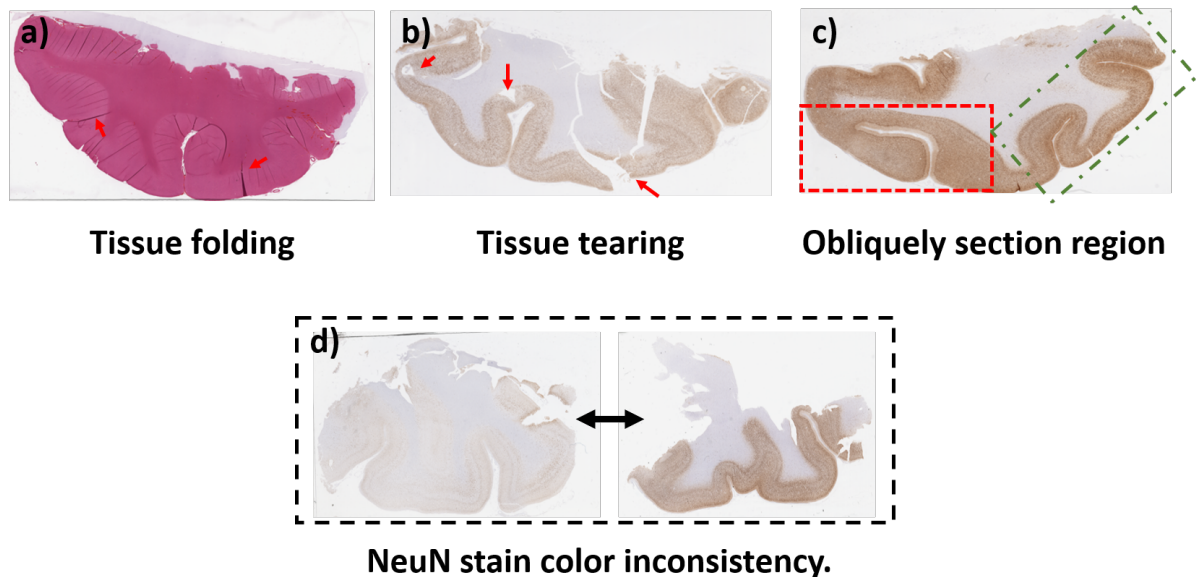 a)
b)
c)
Tissue folding
Tissue tearing
Obliquely section region
d)
NeuN stain color inconsistency.